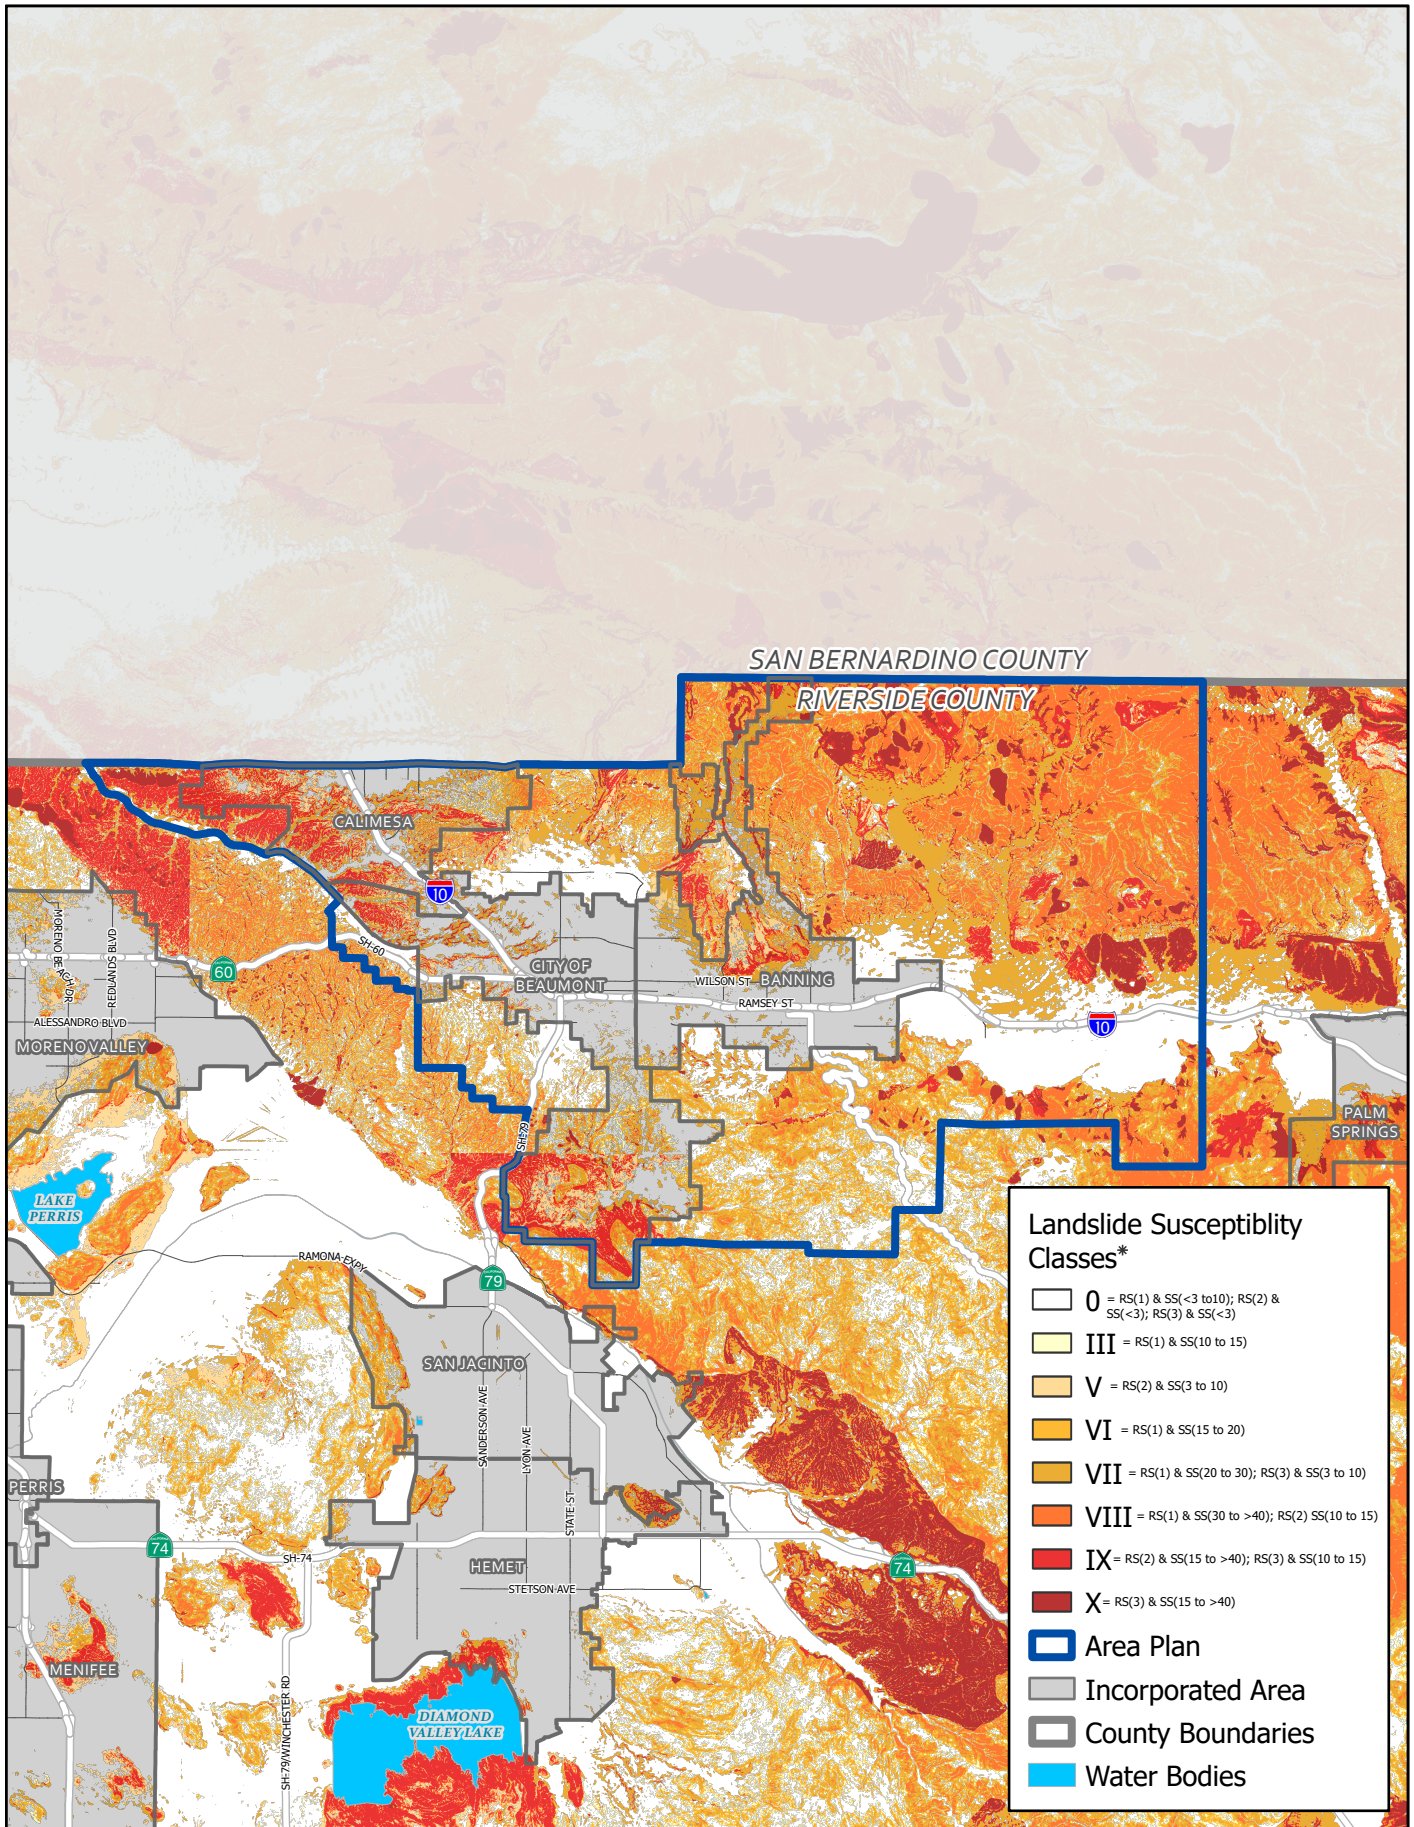 SAN BERNARDINO COUNTY
RIVERSIDE COUNTY
CALIMESA
10
MORENO BEACH DR
REDLANDS BLVD
SH-60
60
CITY OF
BEAUMONT
WILSON ST
BANNING
RAMSEY ST
ALESSANDRO BLVD
10
MORENO VALLEY
PALM
SPRINGS
SH-79
LAKE
PERRIS
RAMONA EXPY
79
SAN JACINTO
SANDERSON AVE
LYON AVE
STATE ST
PERRIS
74
SH-74
HEMET
74
STETSON AVE
MENIFEE
SH-79/WINCHESTER RD
DIAMOND
VALLEY LAKE
Landslide Susceptiblity
Classes*
0 = RS(1) & SS(<3 to10); RS(2) &
SS(<3); RS(3) & SS(<3)
III = RS(1) & SS(10 to 15)
V = RS(2) & SS(3 to 10)
VI = RS(1) & SS(15 to 20)
VII = RS(1) & SS(20 to 30); RS(3) & SS(3 to 10)
VIII = RS(1) & SS(30 to >40); RS(2) SS(10 to 15)
IX= RS(2) & SS(15 to >40); RS(3) & SS(10 to 15)
X= RS(3) & SS(15 to >40)
Area Plan
Incorporated Area
County Boundaries
Water Bodies